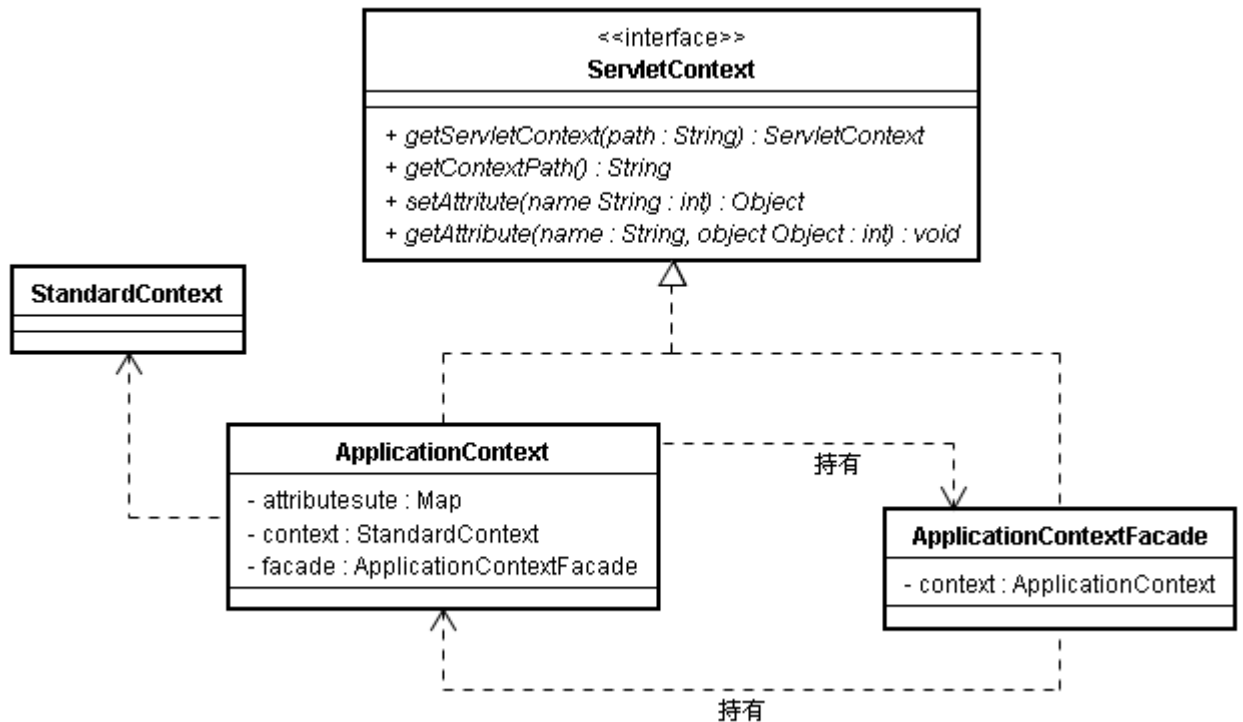 <<interface>>
ServletContext
+ getServletContext(path : String) : ServletContext
+ getContextPath() : String
+ setAttritute(name String : int) : Object
+ getAttribute(name : String, object Object : int) : void
StandardContext
ApplicationContext
- attributesute : Map
- context : StandardContext
- facade : ApplicationContextFacade
持有
ApplicationContextFacade
- context : ApplicationContext
持有